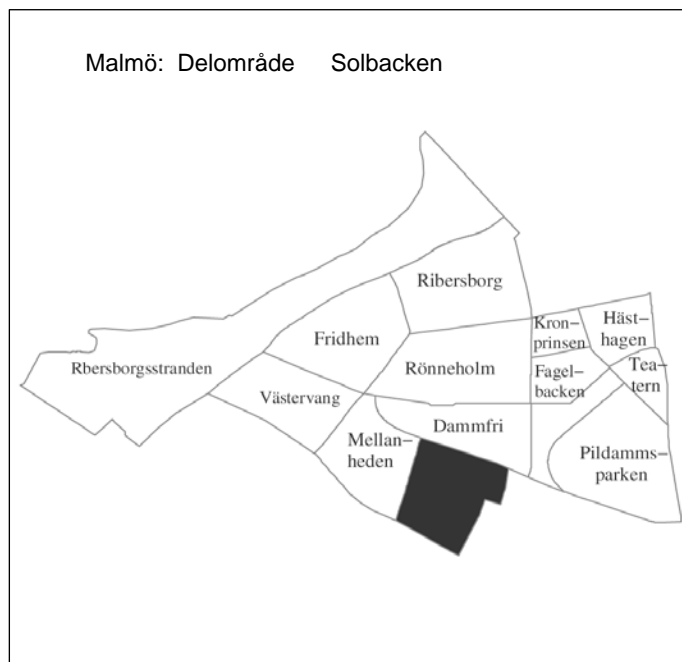 Malmö: Delområde Solbacken
Ribersborg
Kron-
prinsen
Häst-
hagen
Fridhem
Rbersborgsstranden
Rönneholm
Fagel-
backen
Tea-
tern
Västervang
Dammfri
Mellan-
heden
Pildamms-
parken